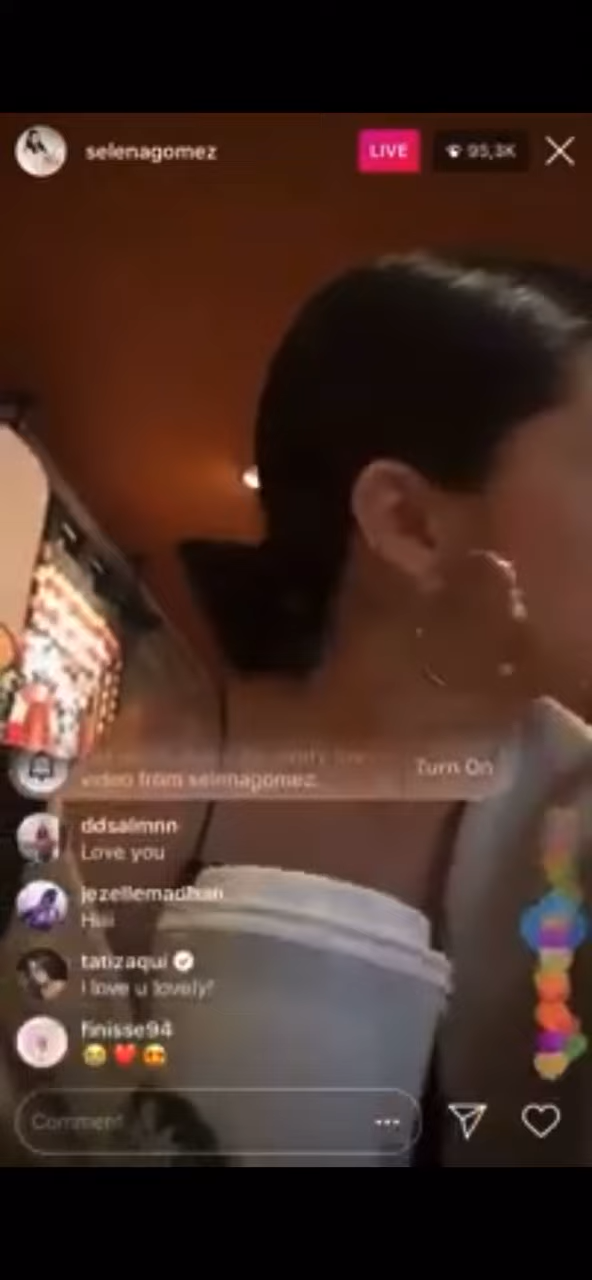 selenagomez
LIVE
95,3K
video from selenagomez.
Turn On
ddsalmnn
Love you
jezellemadhan
Hiii
tatizaqui
I love u lovely!
finisse94
😭❤️😍
Comment